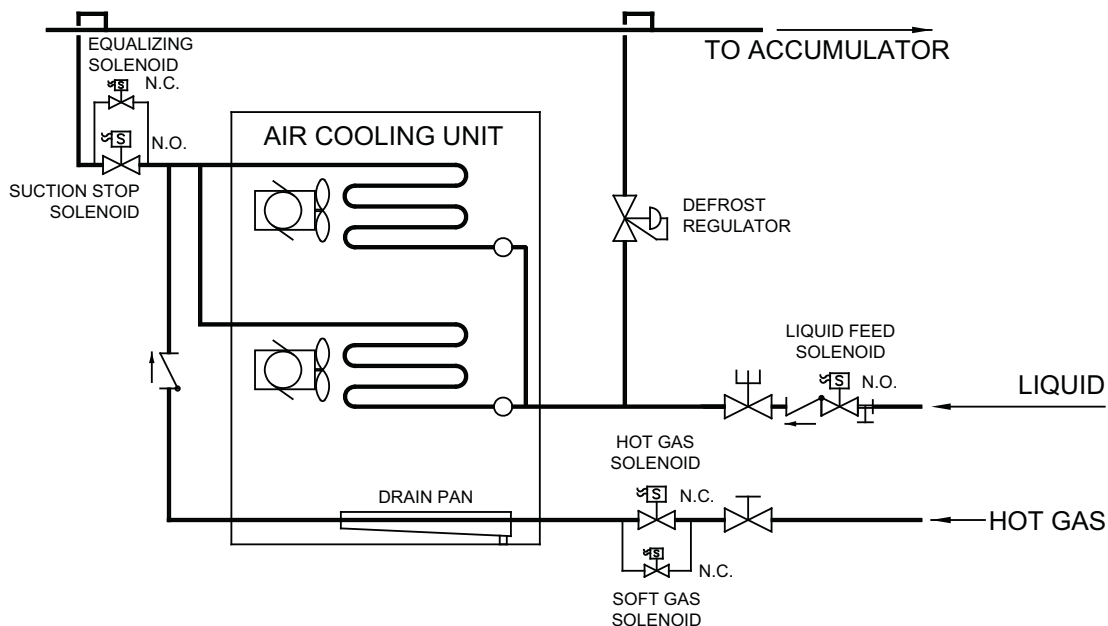 TO ACCUMULATOR
EQUALIZING
SOLENOID
S
N.C.
S
N.O.
SUCTION STOP
SOLENOID
AIR COOLING UNIT
DEFROST
REGULATOR
LIQUID FEED
SOLENOID
S
N.O.
LIQUID
HOT GAS
SOLENOID
S
N.C.
DRAIN PAN
HOT GAS
S
N.C.
SOFT GAS
SOLENOID